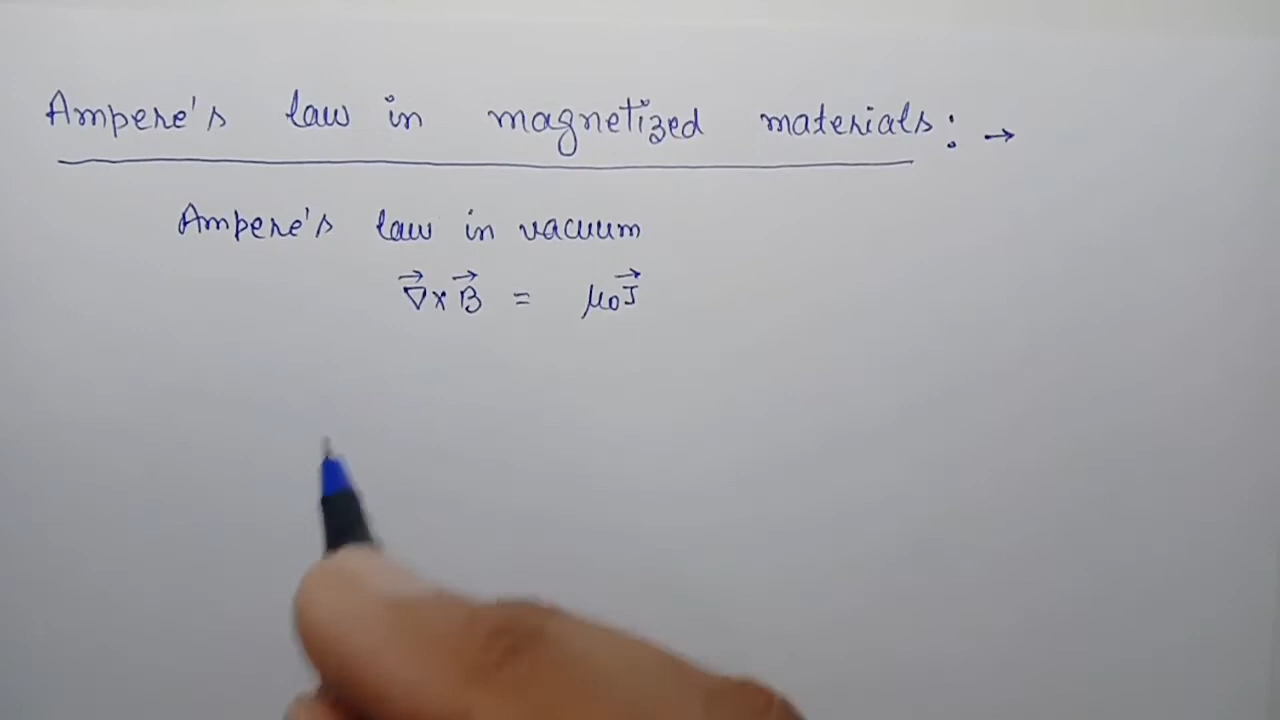 Ampere's law in magnetized materials: →
Ampere's law in vacuum
∇⃗×B⃗ = μ₀J⃗